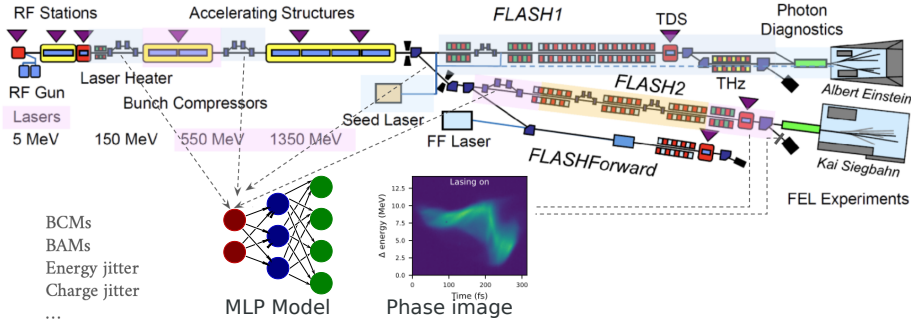 RF Stations
Accelerating Structures
FLASH1
TDS
Photon
Diagnostics
Laser Heater
RF Gun
Bunch Compressors
Lasers
5 MeV
150 MeV
550 MeV
1350 MeV
Seed Laser
FLASH2
THz
Albert Einstein
FF Laser
FLASHForward
Kai Siegbahn
FEL Experiments
BCMs
BAMs
Energy jitter
Charge jitter
...
MLP Model
Lasing on
Δ energy (MeV)
12.5
10.0
7.5
5.0
2.5
0.0
0
100
200
300
Time (fs)
Phase image